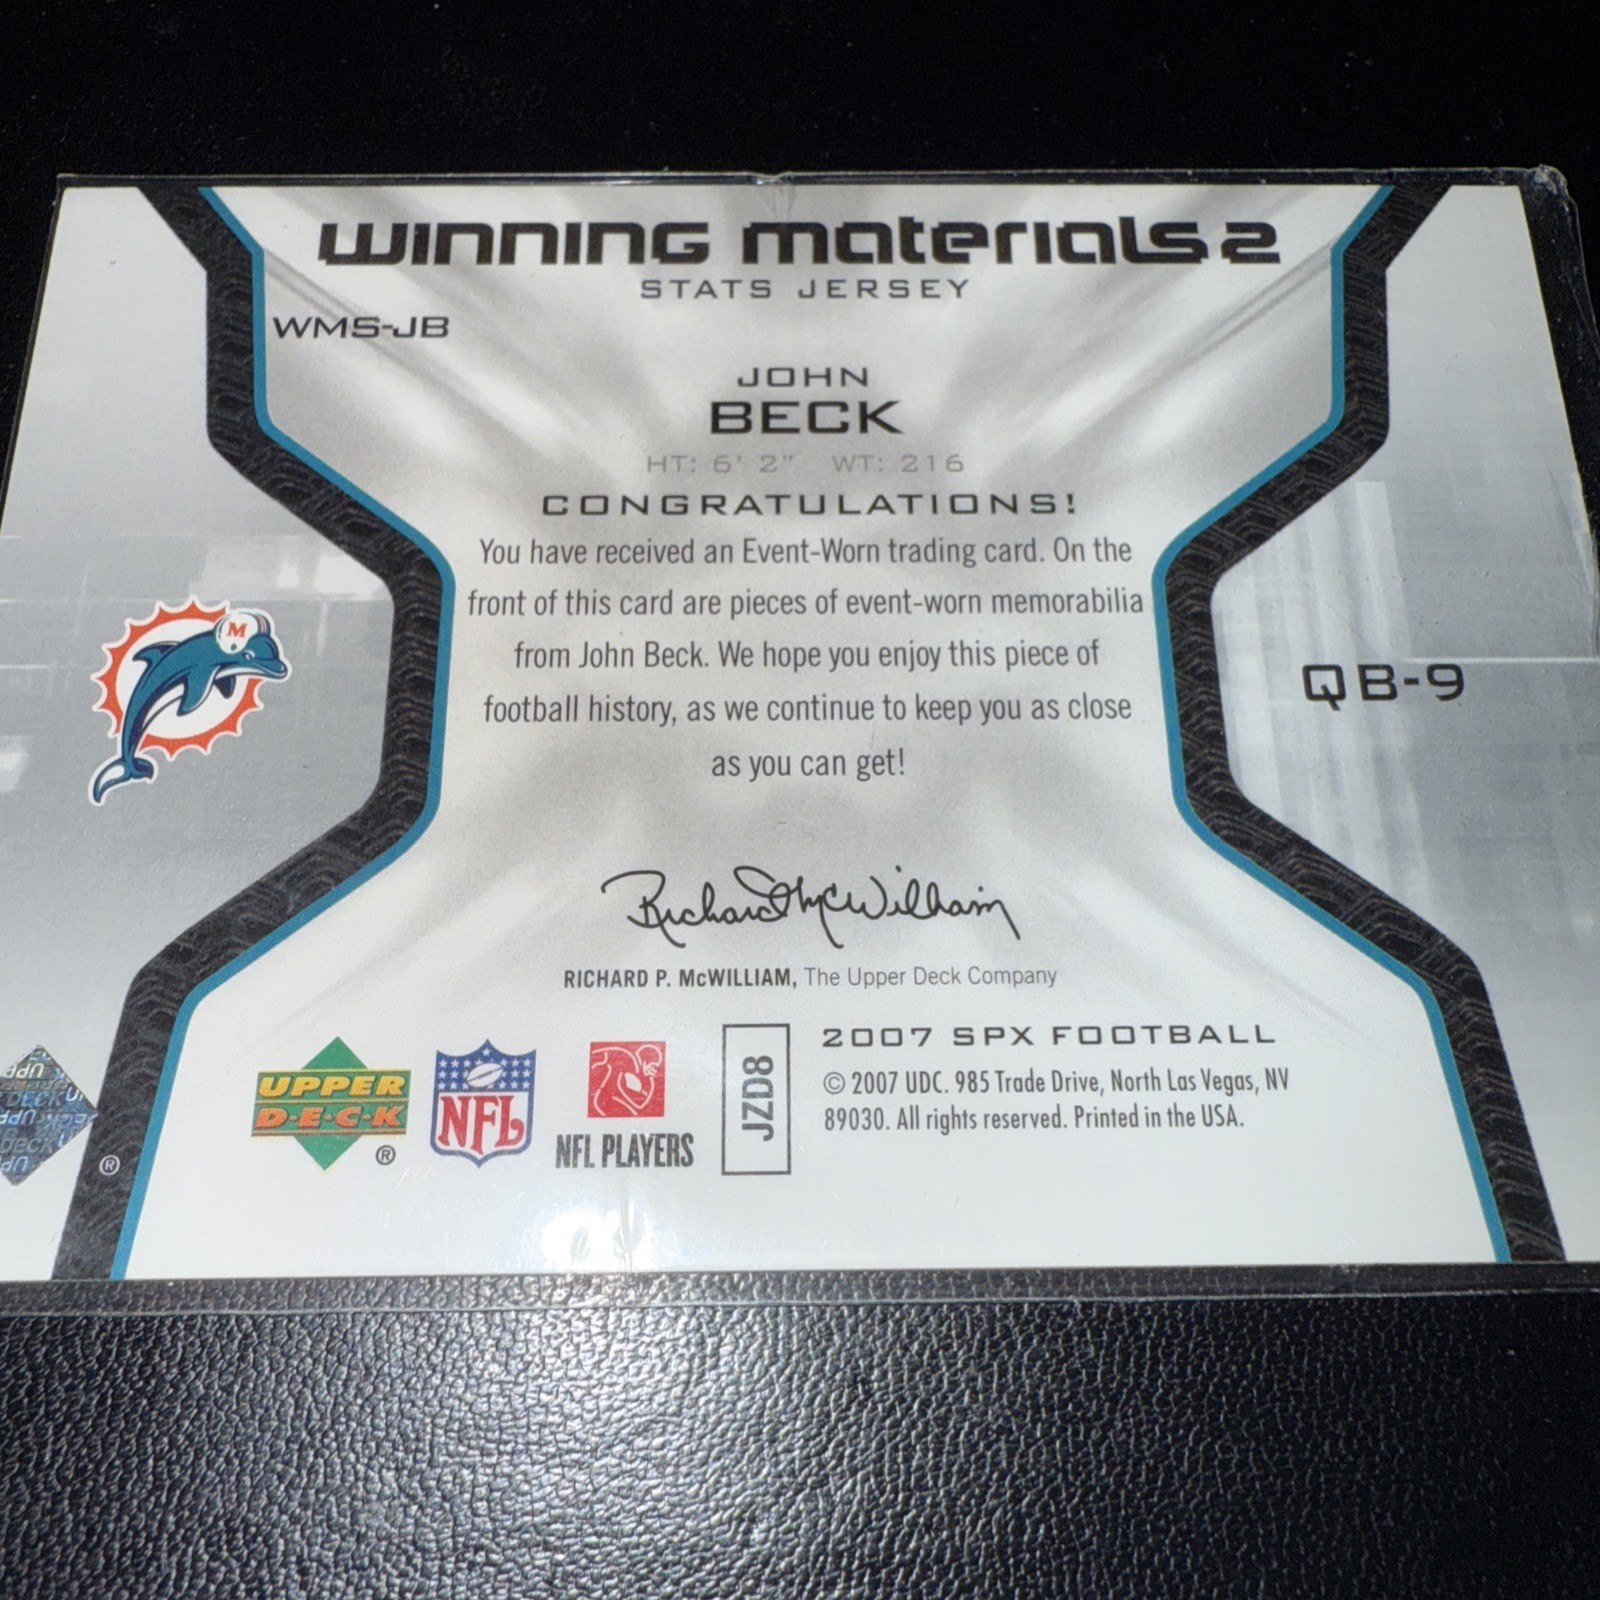 WINNING MATERIALS 2
STATS JERSEY
WMS-JB
JOHN
BECK
HT: 6' 2" WT: 216
CONGRATULATIONS!
You have received an Event-Worn trading card. On the
front of this card are pieces of event-worn memorabilia
from John Beck. We hope you enjoy this piece of
football history, as we continue to keep you as close
as you can get!
M
QB-9
Richard McWilliam
RICHARD P. McWILLIAM, The Upper Deck Company
UPPER
D·E·C·K
®
®
NFL
NFL PLAYERS
JZD8
2007 SPX FOOTBALL
© 2007 UDC. 985 Trade Drive, North Las Vegas, NV
89030. All rights reserved. Printed in the USA.